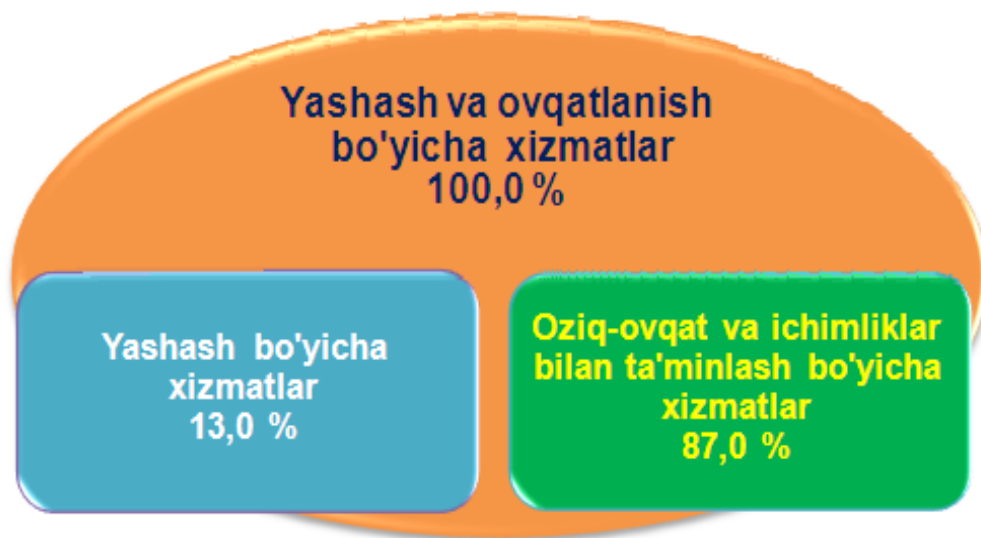 Yashash va ovqatlanish
bo'yicha xizmatlar
100,0 %
Yashash bo'yicha
xizmatlar
13,0 %
Oziq-ovqat va ichimliklar
bilan ta'minlash bo'yicha
xizmatlar
87,0 %